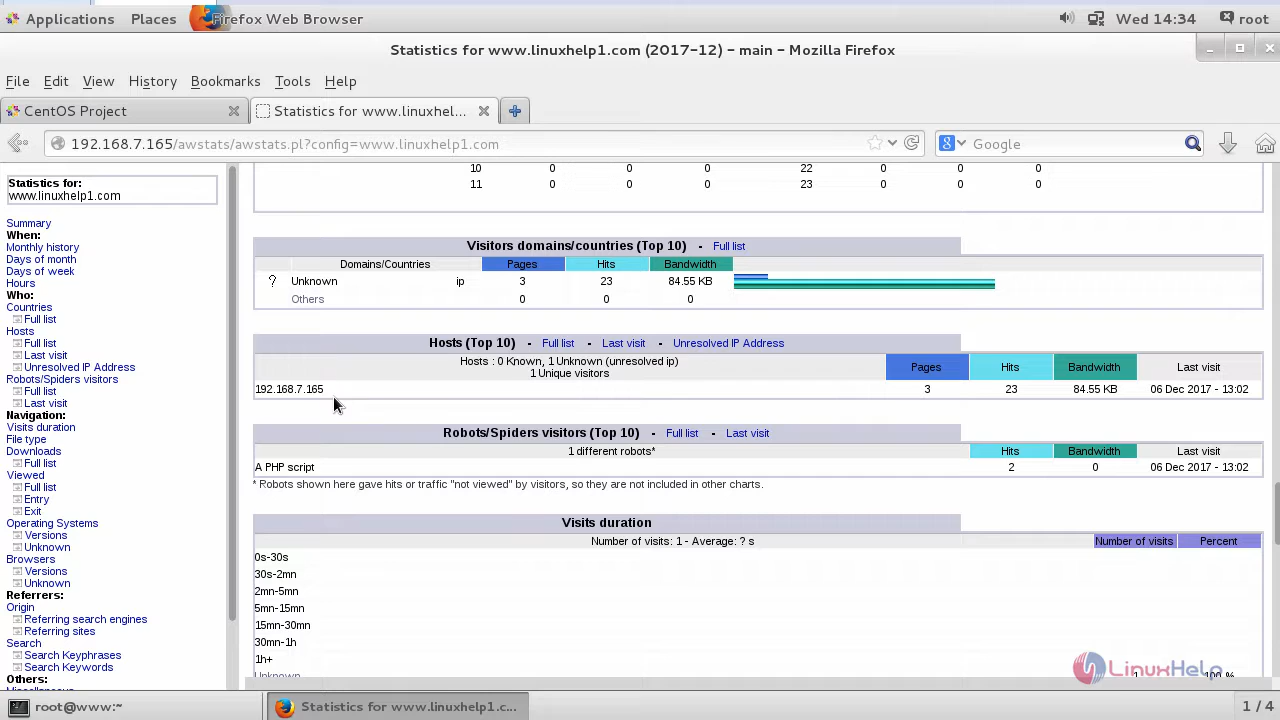 Applications Places Firefox Web Browser Wed 14:34 root
Statistics for www.linuxhelp1.com (2017-12) - main - Mozilla Firefox
File Edit View History Bookmarks Tools Help
CentOS Project Statistics for www.linuxhel...
192.168.7.165/awstats/awstats.pl?config=www.linuxhelp1.com Google
Statistics for:
www.linuxhelp1.com
Summary
When:
Monthly history
Days of month
Days of week
Hours
Who:
Countries
Full list
Hosts
Full list
Last visit
Unresolved IP Address
Robots/Spiders visitors
Full list
Last visit
Navigation:
Visits duration
File type
Downloads
Full list
Viewed
Full list
Entry
Exit
Operating Systems
Versions
Unknown
Browsers
Versions
Unknown
Referrers:
Origin
Referring search engines
Referring sites
Search
Search Keyphrases
Search Keywords
Others:
10 0 0 0 22 0 0 0
11 0 0 0 23 0 0 0
Visitors domains/countries (Top 10) - Full list
Domains/Countries Pages Hits Bandwidth
? Unknown ip 3 23 84.55 KB
Others 0 0 0
Hosts (Top 10) - Full list - Last visit - Unresolved IP Address
Hosts : 0 Known, 1 Unknown (unresolved ip)
1 Unique visitors
Pages Hits Bandwidth Last visit
192.168.7.165 3 23 84.55 KB 06 Dec 2017 - 13:02
Robots/Spiders visitors (Top 10) - Full list - Last visit
1 different robots* Hits Bandwidth Last visit
A PHP script 2 0 06 Dec 2017 - 13:02
* Robots shown here gave hits or traffic "not viewed" by visitors, so they are not included in other charts.
Visits duration
Number of visits: 1 - Average: ? s Number of visits Percent
0s-30s
30s-2mn
2mn-5mn
5mn-15mn
15mn-30mn
30mn-1h
1h+
Unknown 1 100 %
LinuxHelp
root@www:~ Statistics for www.linuxhelp1.c... 1 / 4